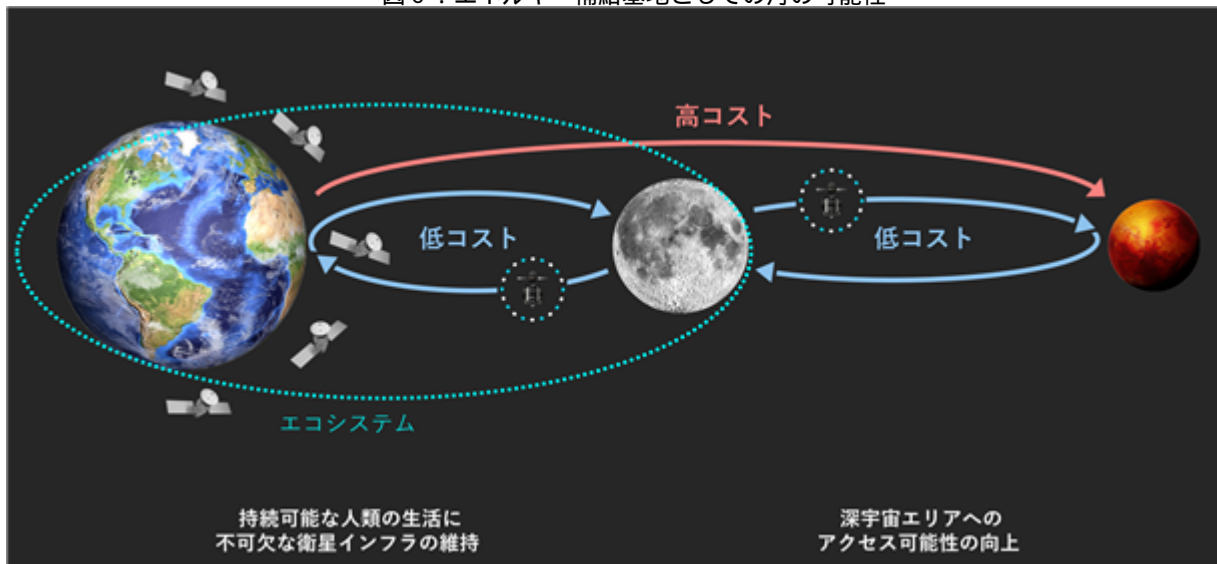 高コスト
低コスト
低コスト
エコシステム
持続可能な人類の生活に
不可欠な衛星インフラの維持
深宇宙エリアへの
アクセス可能性の向上